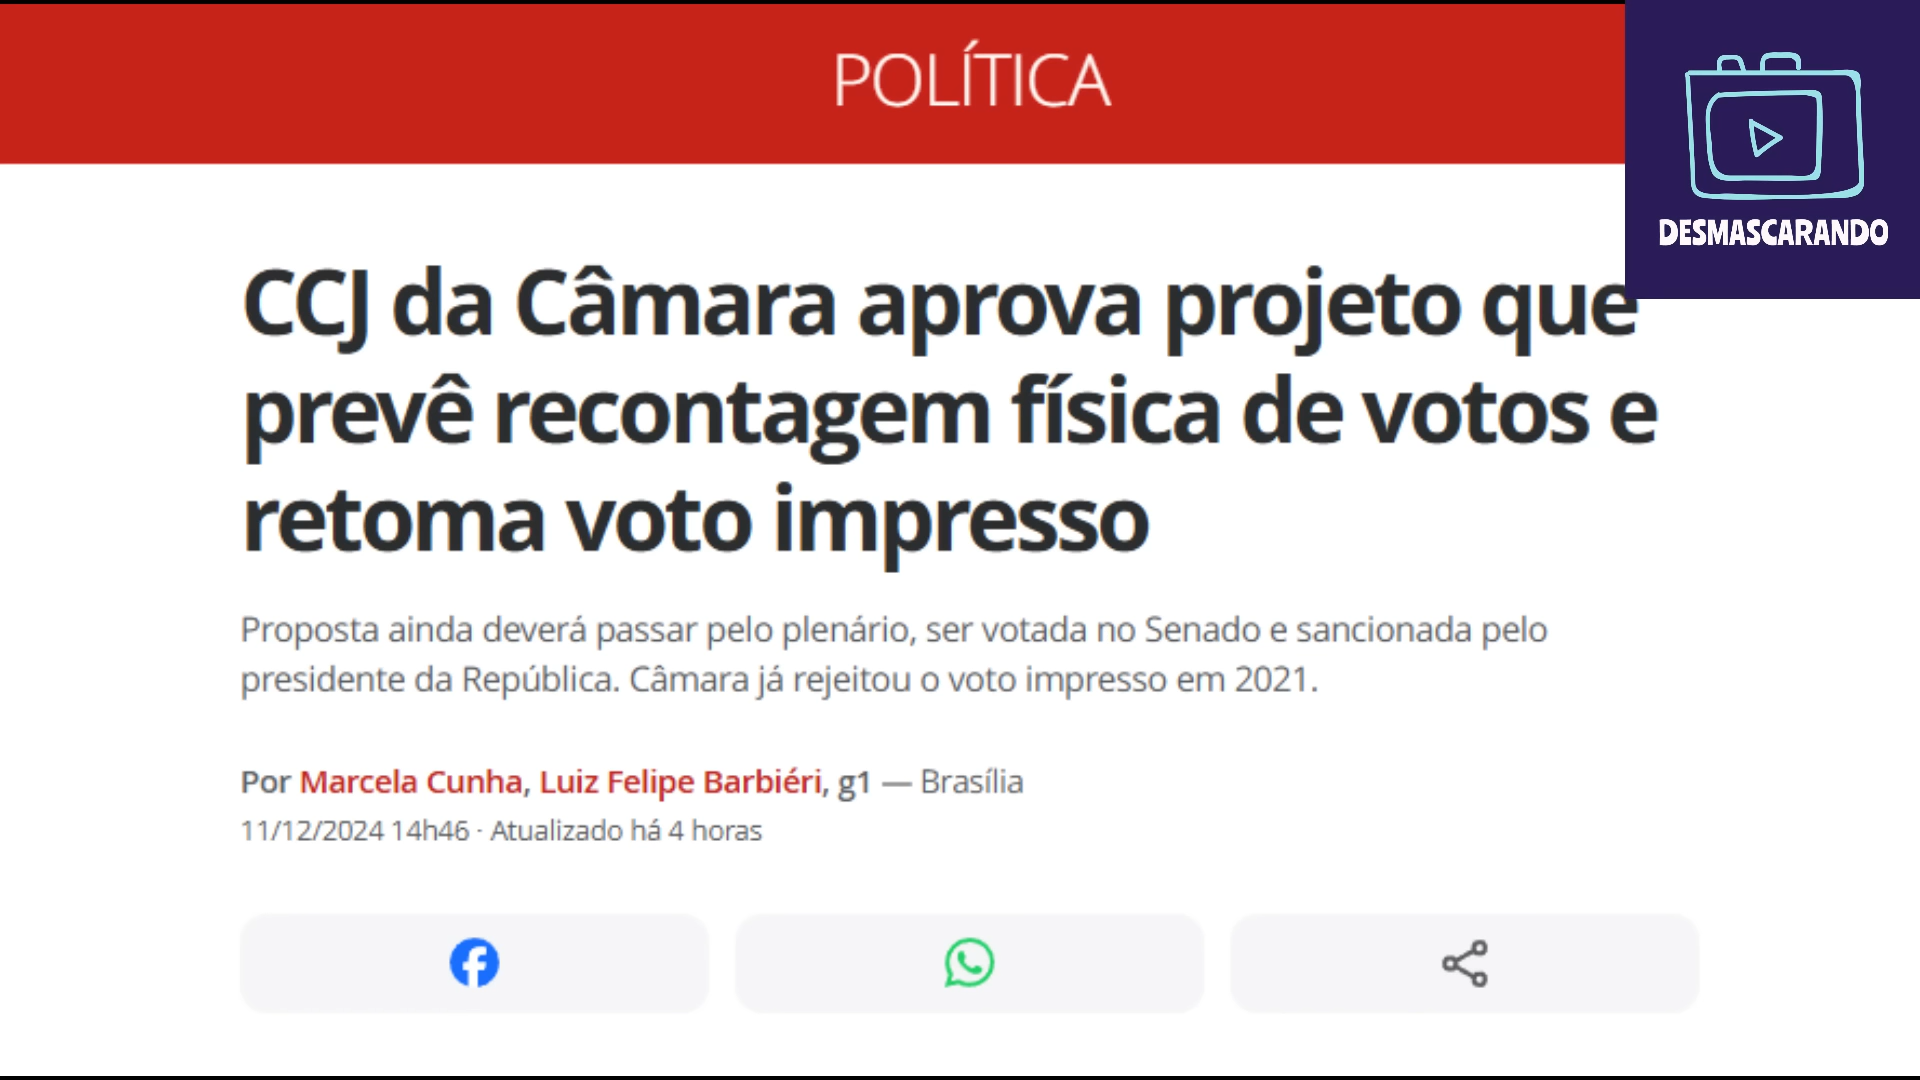 POLÍTICA
DESMASCARANDO
CCJ da Câmara aprova projeto que
prevê recontagem física de votos e
retoma voto impresso
Proposta ainda deverá passar pelo plenário, ser votada no Senado e sancionada pelo
presidente da República. Câmara já rejeitou o voto impresso em 2021.
Por Marcela Cunha, Luiz Felipe Barbiéri, g1 — Brasília
11/12/2024 14h46 · Atualizado há 4 horas